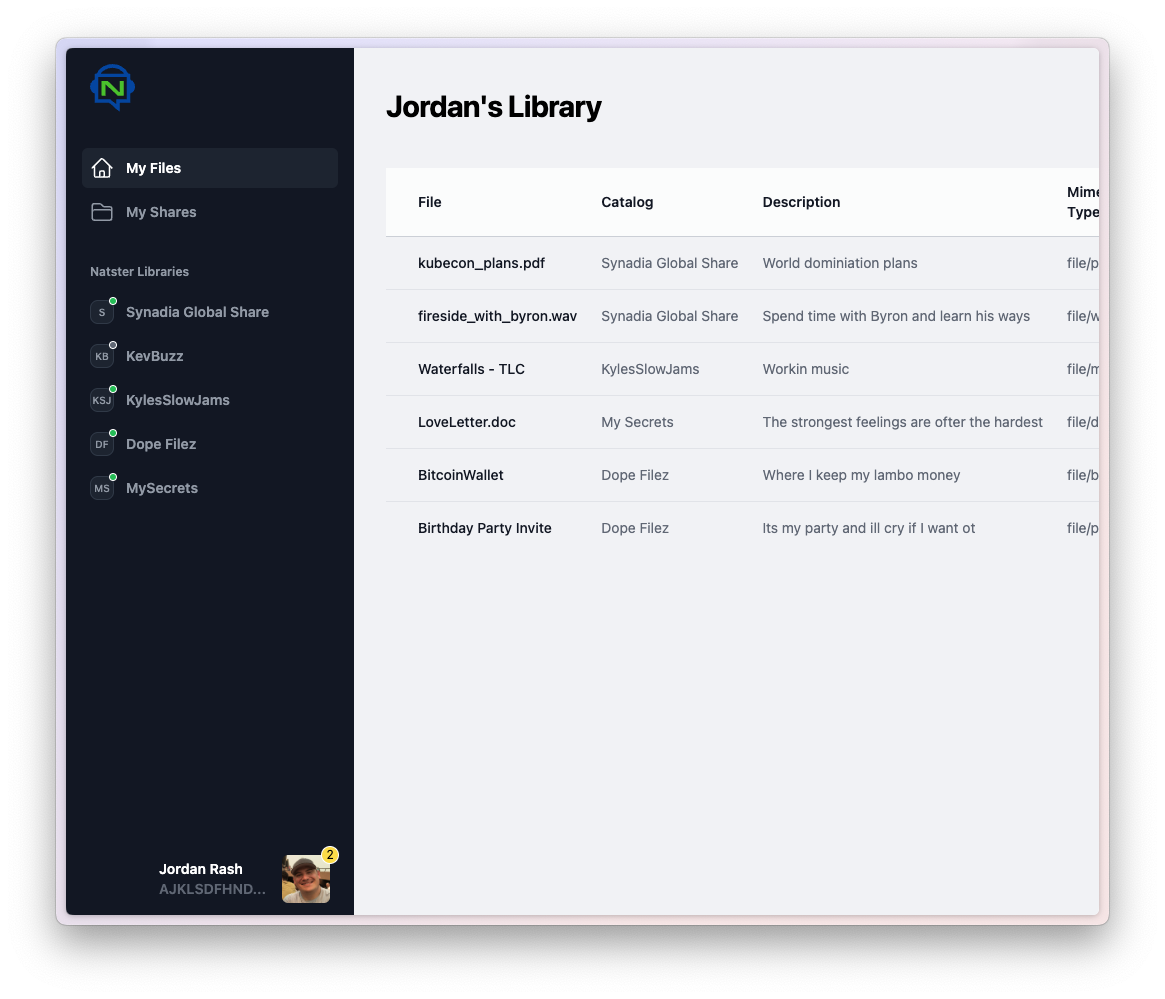 N
My Files
My Shares
Natster Libraries
S Synadia Global Share
KB KevBuzz
KSJ KylesSlowJams
DF Dope Filez
MS MySecrets
Jordan Rash
AJKLSDFHND...
2
Jordan's Library
File Catalog Description Mime Type
kubecon_plans.pdf Synadia Global Share World dominiation plans file/p
fireside_with_byron.wav Synadia Global Share Spend time with Byron and learn his ways file/w
Waterfalls - TLC KylesSlowJams Workin music file/m
LoveLetter.doc My Secrets The strongest feelings are ofter the hardest file/d
BitcoinWallet Dope Filez Where I keep my lambo money file/b
Birthday Party Invite Dope Filez Its my party and ill cry if I want ot file/p